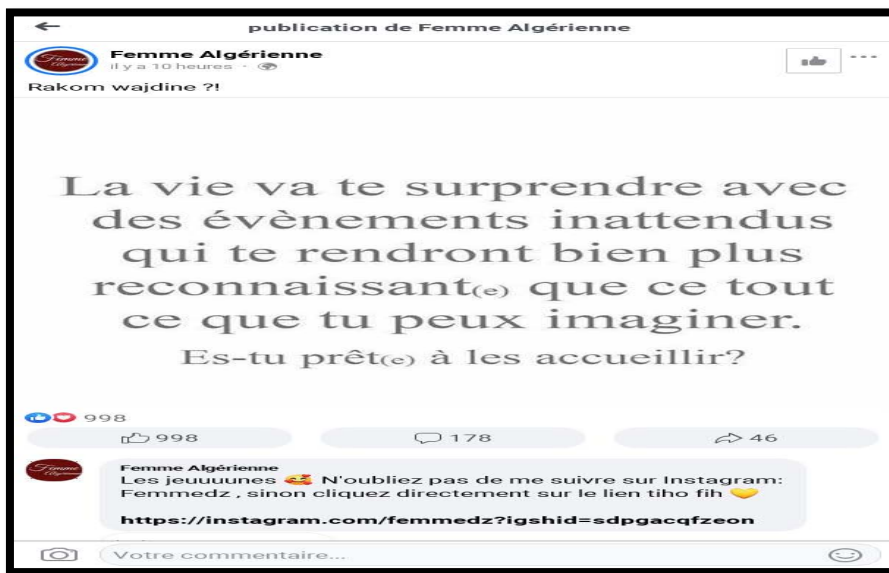 publication de Femme Algérienne
Femme Algérienne
il y a 10 heures ·
Rakom wajdine ?!
La vie va te surprendre avec
des évènements inattendus
qui te rendront bien plus
reconnaissant(e) que ce tout
ce que tu peux imaginer.
Es-tu prêt(e) à les accueillir?
998
998
178
46
Femme Algérienne
Les jeuuuunes 🥰 N'oubliez pas de me suivre sur Instagram:
Femmedz , sinon cliquez directement sur le lien tiho fih 💛
https://instagram.com/femmedz?igshid=sdpgacqfzeon
Votre commentaire...